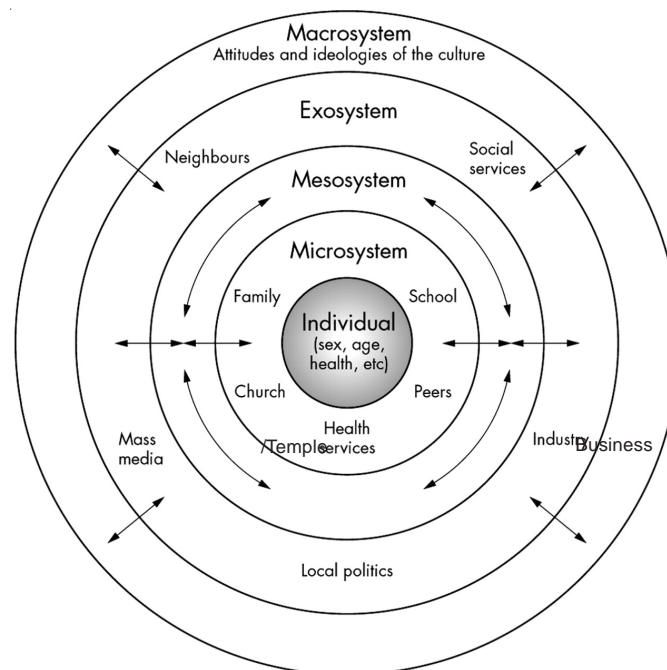 Macrosystem
Attitudes and ideologies of the culture
Exosystem
Neighbours
Social
services
Mesosystem
Microsystem
Family
School
Individual
(sex, age,
health, etc)
Church
Peers
Health
services
/Temple
Mass
media
Industry
Business
Local politics